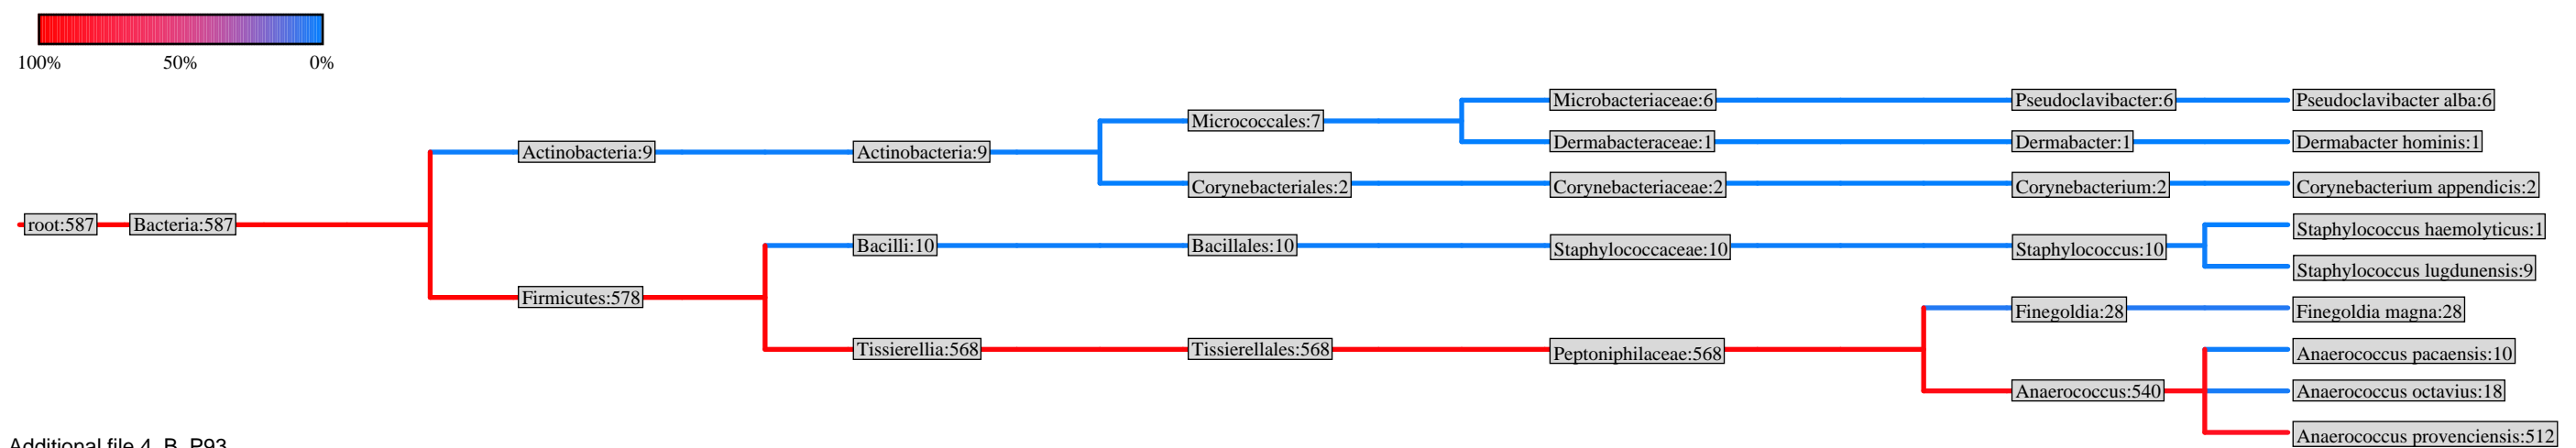 100% 50% 0%
Microbacteriaceae:6 Pseudoclavibacter:6 Pseudoclavibacter alba:6
Micrococcales:7
Dermabacteraceae:1 Dermabacter:1 Dermabacter hominis:1
Actinobacteria:9 Actinobacteria:9
Corynebacteriales:2 Corynebacteriaceae:2 Corynebacterium:2 Corynebacterium appendicis:2
root:587 Bacteria:587 Staphylococcus haemolyticus:1
Bacilli:10 Bacillales:10 Staphylococcaceae:10 Staphylococcus:10
Staphylococcus lugdunensis:9
Firmicutes:578
Finegoldia:28 Finegoldia magna:28
Tissierellia:568 Tissierellales:568 Peptoniphilaceae:568 Anaerococcus pacaensis:10
Anaerococcus:540 Anaerococcus octavius:18
Anaerococcus provenciensis:512
Additional file 4. B. P93